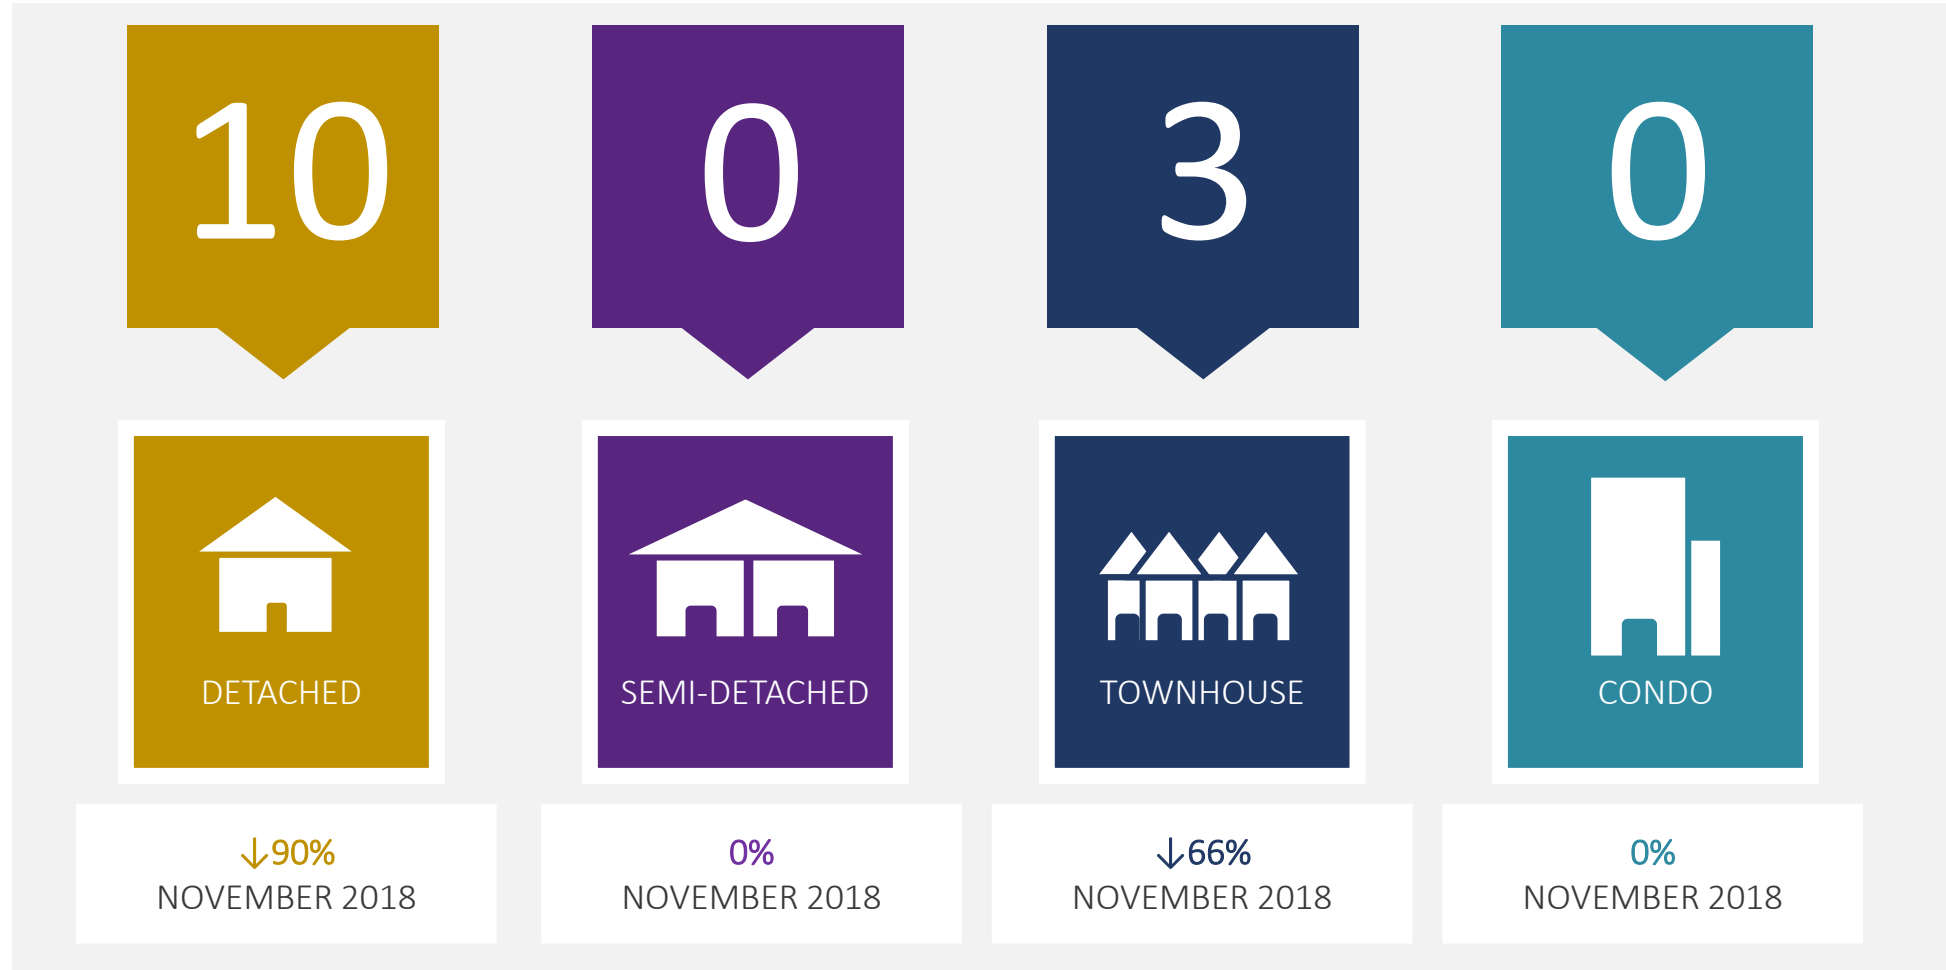 10
0
3
0
DETACHED
SEMI-DETACHED
TOWNHOUSE
CONDO
↓90%
NOVEMBER 2018
0%
NOVEMBER 2018
↓66%
NOVEMBER 2018
0%
NOVEMBER 2018